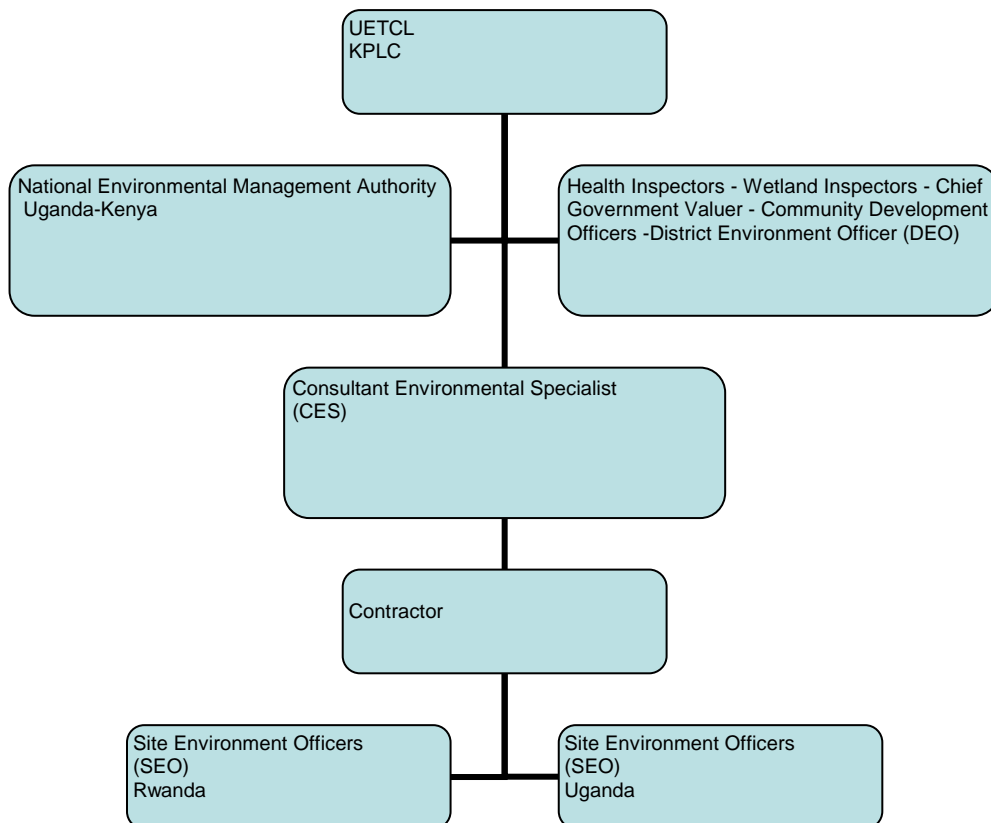 UETCL
KPLC
National Environmental Management Authority
Uganda-Kenya
Health Inspectors - Wetland Inspectors - Chief
Government Valuer - Community Development
Officers -District Environment Officer (DEO)
Consultant Environmental Specialist
(CES)
Contractor
Site Environment Officers
(SEO)
Rwanda
Site Environment Officers
(SEO)
Uganda